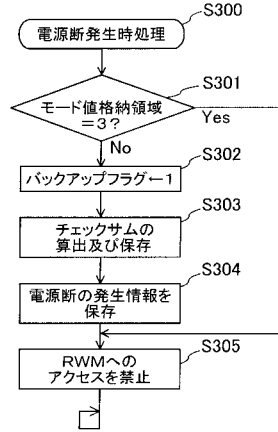 S300
電源断発生時処理
S301
モード値格納領域
＝3？
Yes
No
S302
バックアップフラグ←1
S303
チェックサムの
算出及び保存
S304
電源断の発生情報を
保存
S305
RWMへの
アクセスを禁止